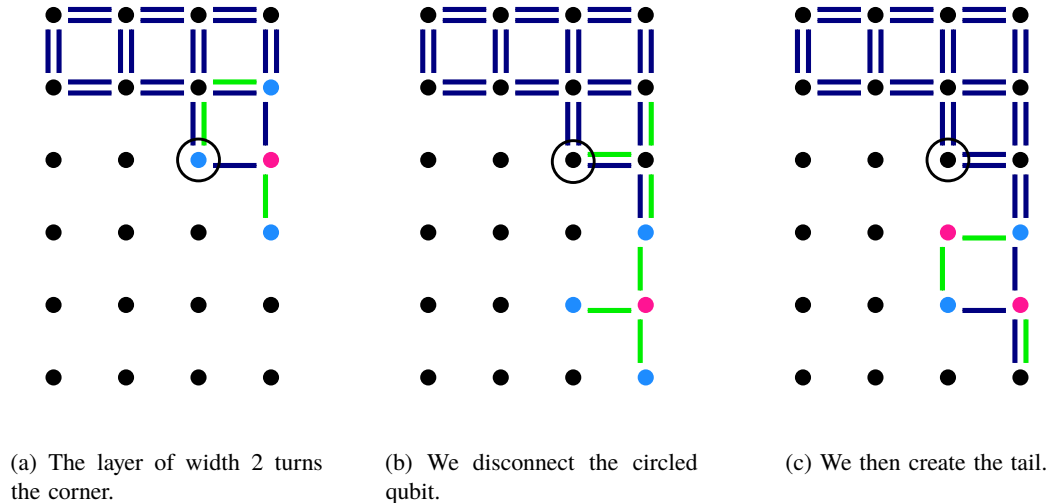 (a) The layer of width 2 turns
the corner.
(b) We disconnect the circled
qubit.
(c) We then create the tail.